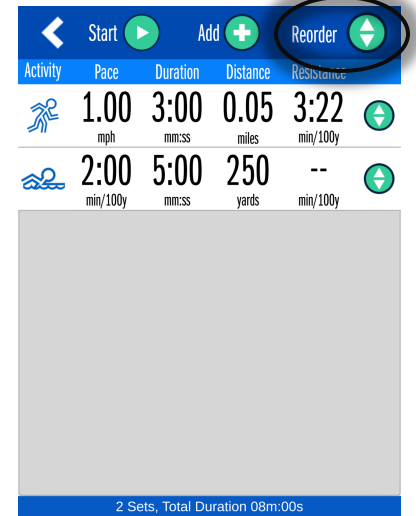 Start Add Reorder
Activity Pace Duration Distance Resistance
1.00 3:00 0.05 3:22
mph mm:ss miles min/100y
2:00 5:00 250 --
min/100y mm:ss yards min/100y
2 Sets, Total Duration 08m:00s